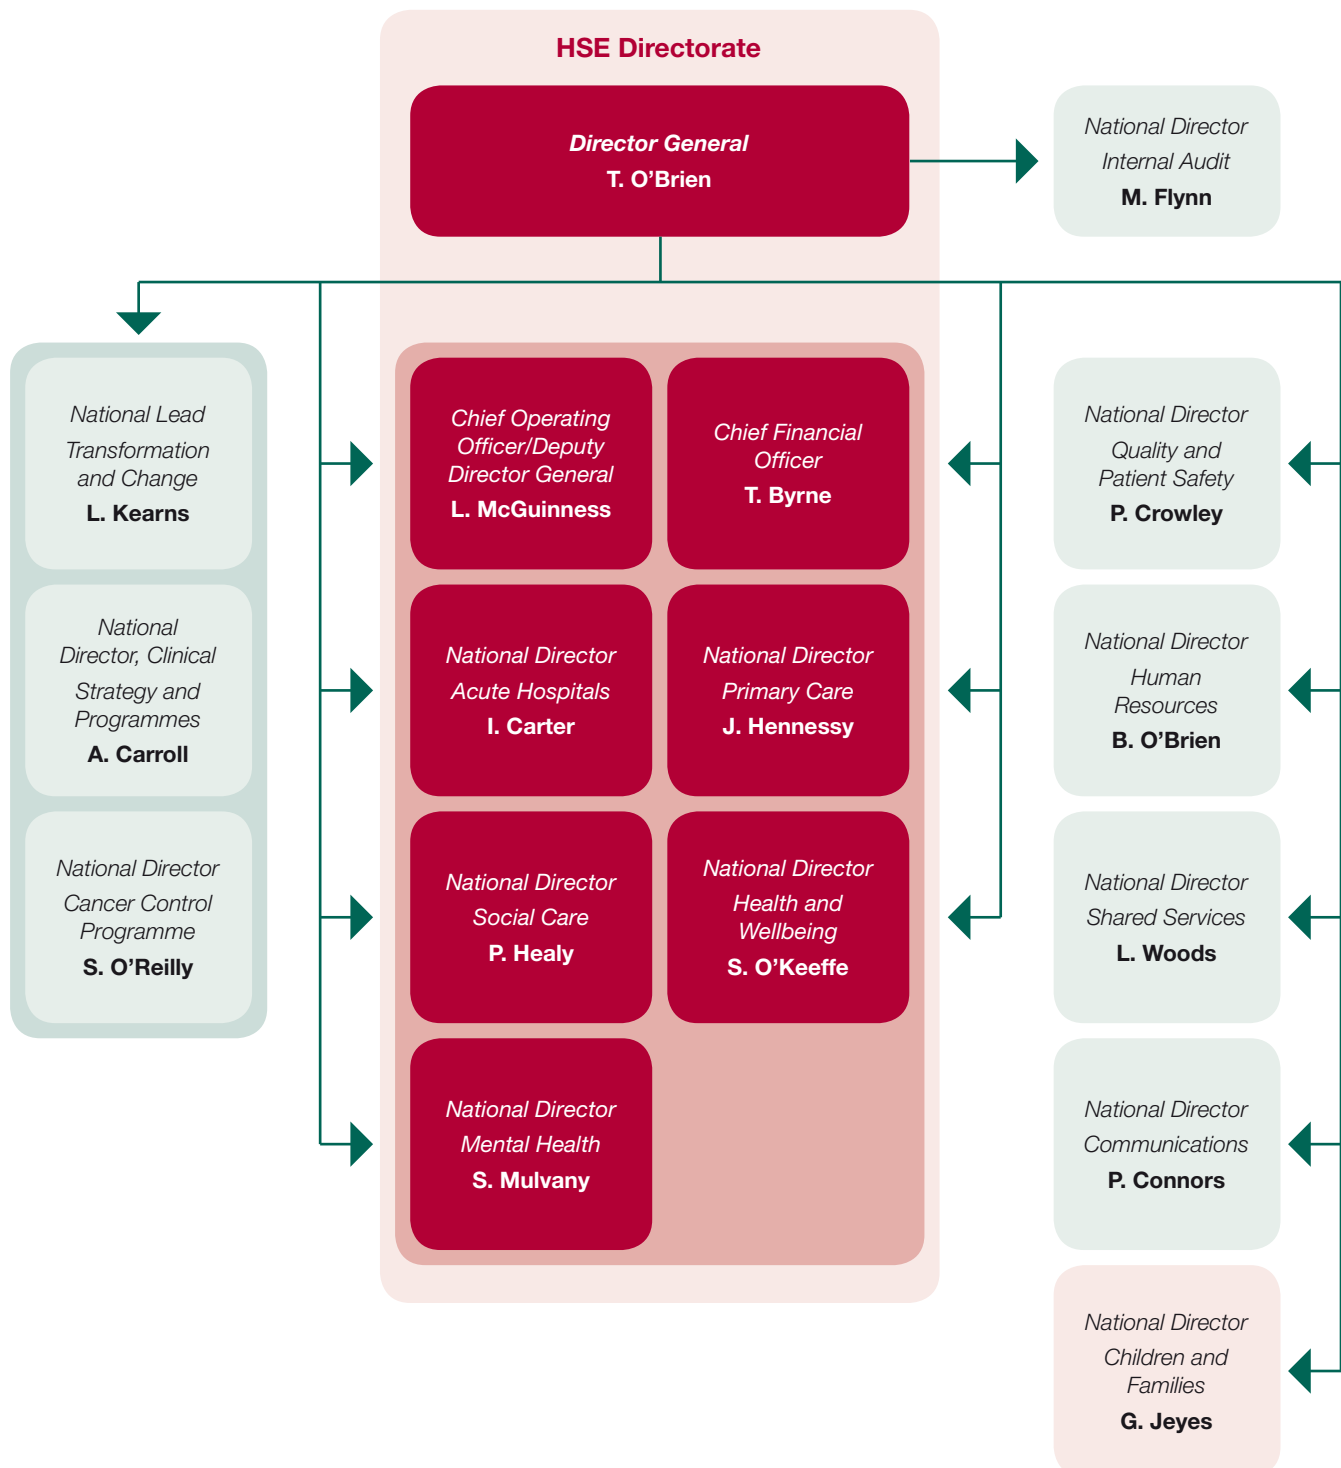 HSE Directorate
Director General
T. O’Brien
National Director
Internal Audit
M. Flynn
National Lead
Transformation
and Change
L. Kearns
National
Director, Clinical
Strategy and
Programmes
A. Carroll
National Director
Cancer Control
Programme
S. O’Reilly
Chief Operating
Officer/Deputy
Director General
L. McGuinness
Chief Financial
Officer
T. Byrne
National Director
Acute Hospitals
I. Carter
National Director
Primary Care
J. Hennessy
National Director
Social Care
P. Healy
National Director
Health and
Wellbeing
S. O’Keeffe
National Director
Mental Health
S. Mulvany
National Director
Quality and
Patient Safety
P. Crowley
National Director
Human
Resources
B. O’Brien
National Director
Shared Services
L. Woods
National Director
Communications
P. Connors
National Director
Children and
Families
G. Jeyes